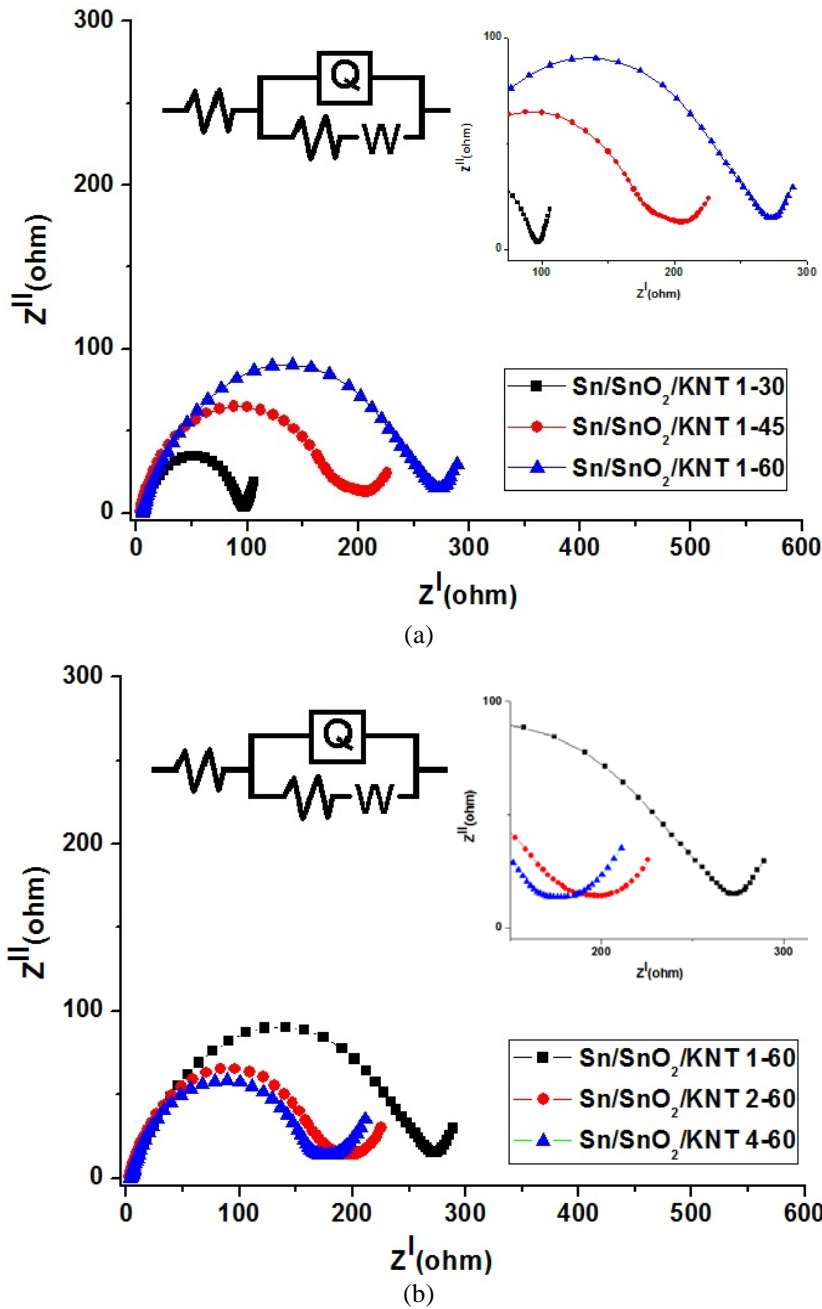 300
200
100
0
Z^II(ohm)
0 100 200 300 400 500 600
Z^I(ohm)
Q
W
100
0
Z^II(ohm)
100 200 300
Z^I(ohm)
Sn/SnO₂/KNT 1-30
Sn/SnO₂/KNT 1-45
Sn/SnO₂/KNT 1-60
(a)
300
200
100
0
Z^II(ohm)
0 100 200 300 400 500 600
Z^I(ohm)
Q
W
100
0
Z^II(ohm)
200 300
Z^I(ohm)
Sn/SnO₂/KNT 1-60
Sn/SnO₂/KNT 2-60
Sn/SnO₂/KNT 4-60
(b)